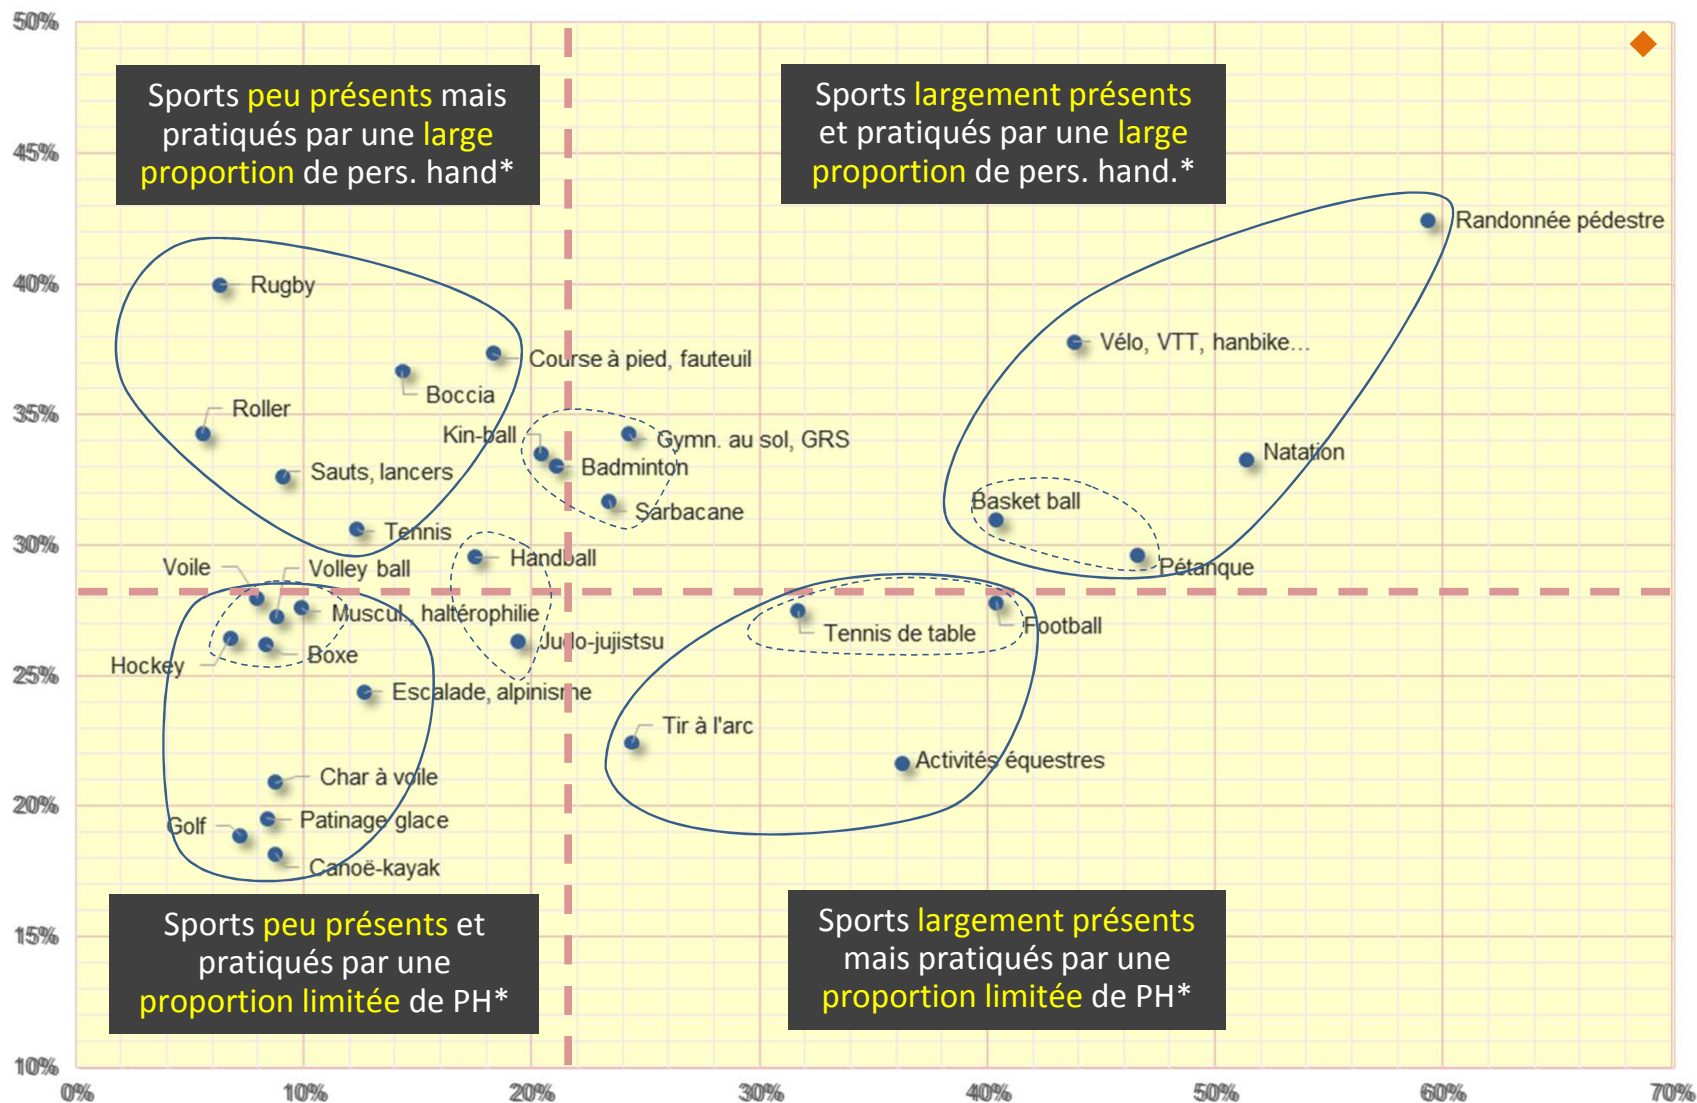 50%
Sports peu présents mais
pratiqués par une large
proportion de pers. hand*
Sports largement présents
et pratiqués par une large
proportion de pers. hand.*
45%
Randonnée pédestre
40%
Rugby
Vélo, VTT, hanbike...
Course à pied, fauteuil
Boccia
35%
Roller
Kin-ball
Gymn. au sol, GRS
Natation
Sauts, lancers
Badminton
Basket ball
Sarbacane
Tennis
30%
Handball
Voile
Volley ball
Pétanque
Muscul., haltérophilie
Tennis de table
Football
Judo-jujistsu
Boxe
Hockey
25%
Escalade, alpinisme
Tir à l'arc
Activités équestres
Char à voile
20%
Golf
Patinage glace
Canoë-kayak
Sports peu présents et
pratiqués par une
proportion limitée de PH*
Sports largement présents
mais pratiqués par une
proportion limitée de PH*
15%
10%
0%
10%
20%
30%
40%
50%
60%
70%